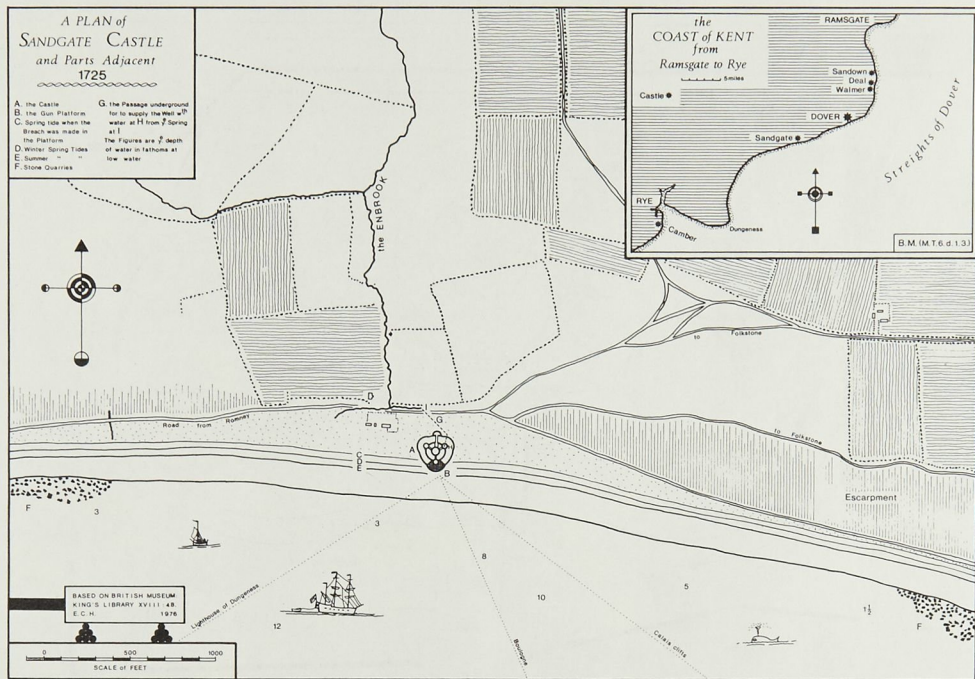 A PLAN of
SANDGATE CASTLE
and Parts Adjacent
1725
A. the Castle
B. the Gun Platform
C. Spring tide when the
Breach was made in
the Platform
D. Winter Spring Tides
E. Summer " "
F. Stone Quarries
G. the Passage underground
for to supply the Well wth
water at H from ye Spring
at I
The Figures are ye depth
of water in fathoms at
low water
the
COAST of KENT
from
Ramsgate to Rye
5 miles
RAMSGATE
Sandown
Deal
Walmer
Castle
DOVER
Sandgate
Streights of Dover
RYE
Camber
Dungeness
B.M. (M.T.6.d.1.3.)
the ENBROOK
to Folkstone
Road from Romney
G
I
to Folkstone
A
H
C
D
E
B
Escarpment
F
3
3
8
5
10
12
1½
F
Lighthouse of Dungeness
Boulogne
Calais cliffs
BASED ON BRITISH MUSEUM:
KING'S LIBRARY XVIII: 48.
E.C.H. 1976
0 500 1000
SCALE of FEET